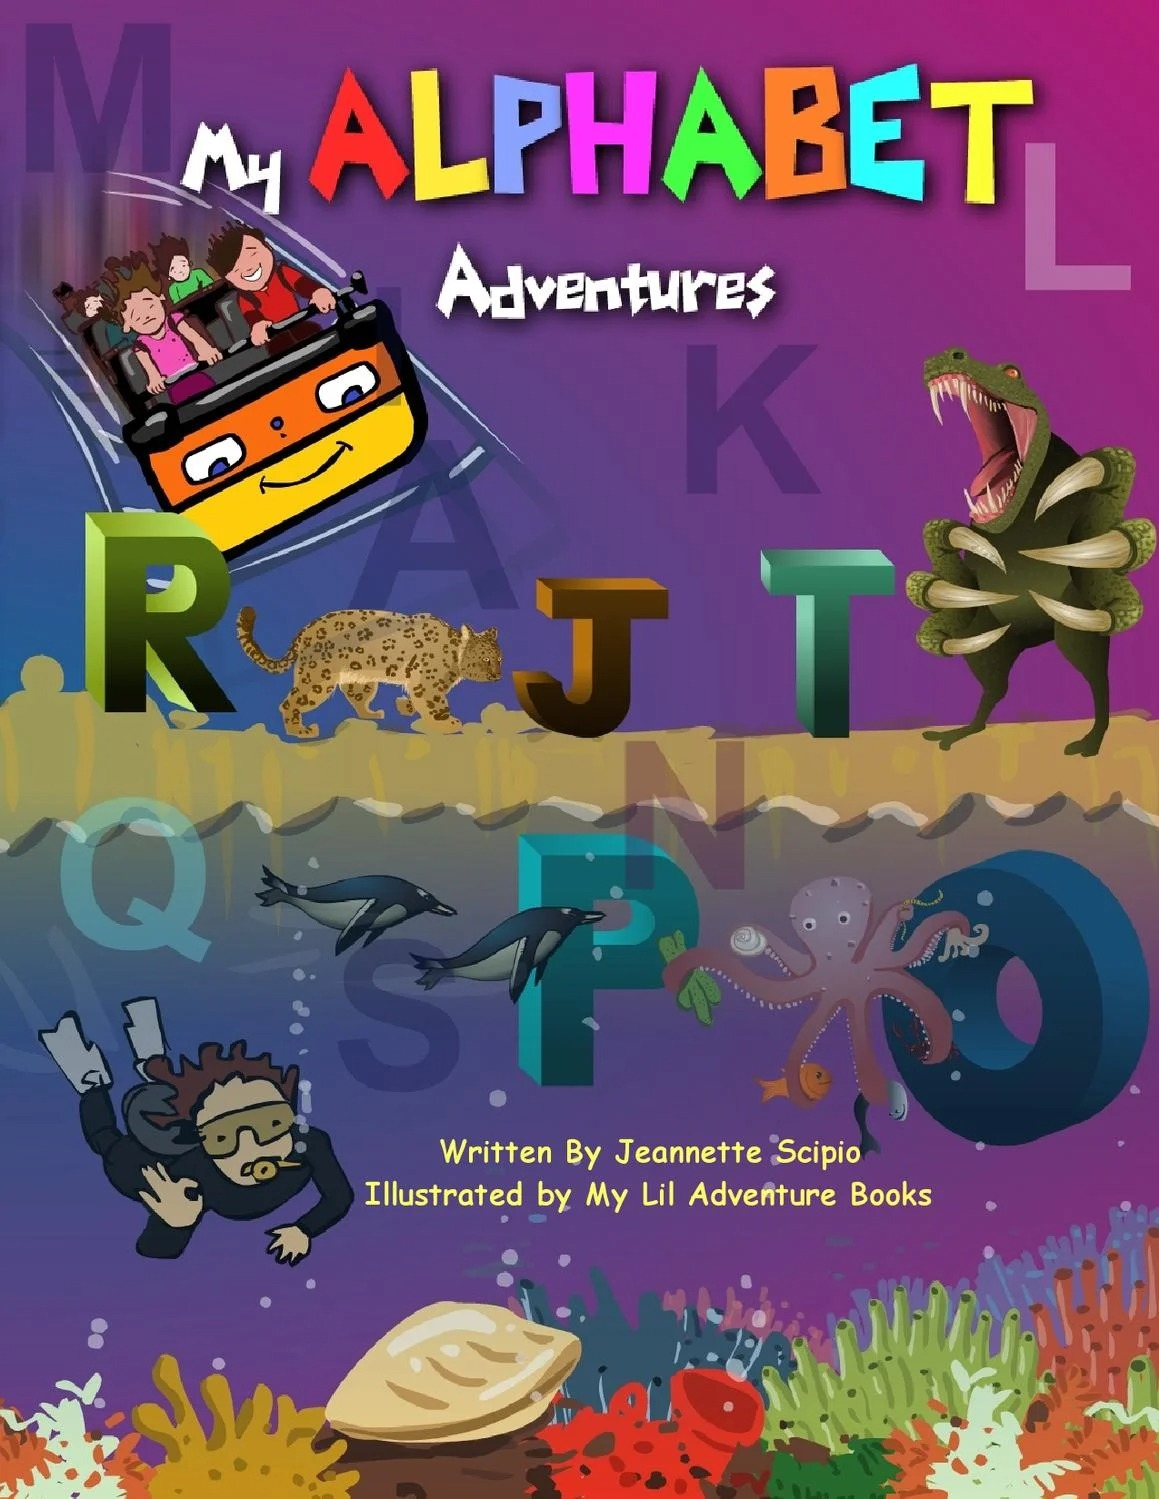 M
My ALPHABET
L
Adventures
K
A
R J T
N
Q
P
O
S
Written By Jeannette Scipio
Illustrated by My Lil Adventure Books